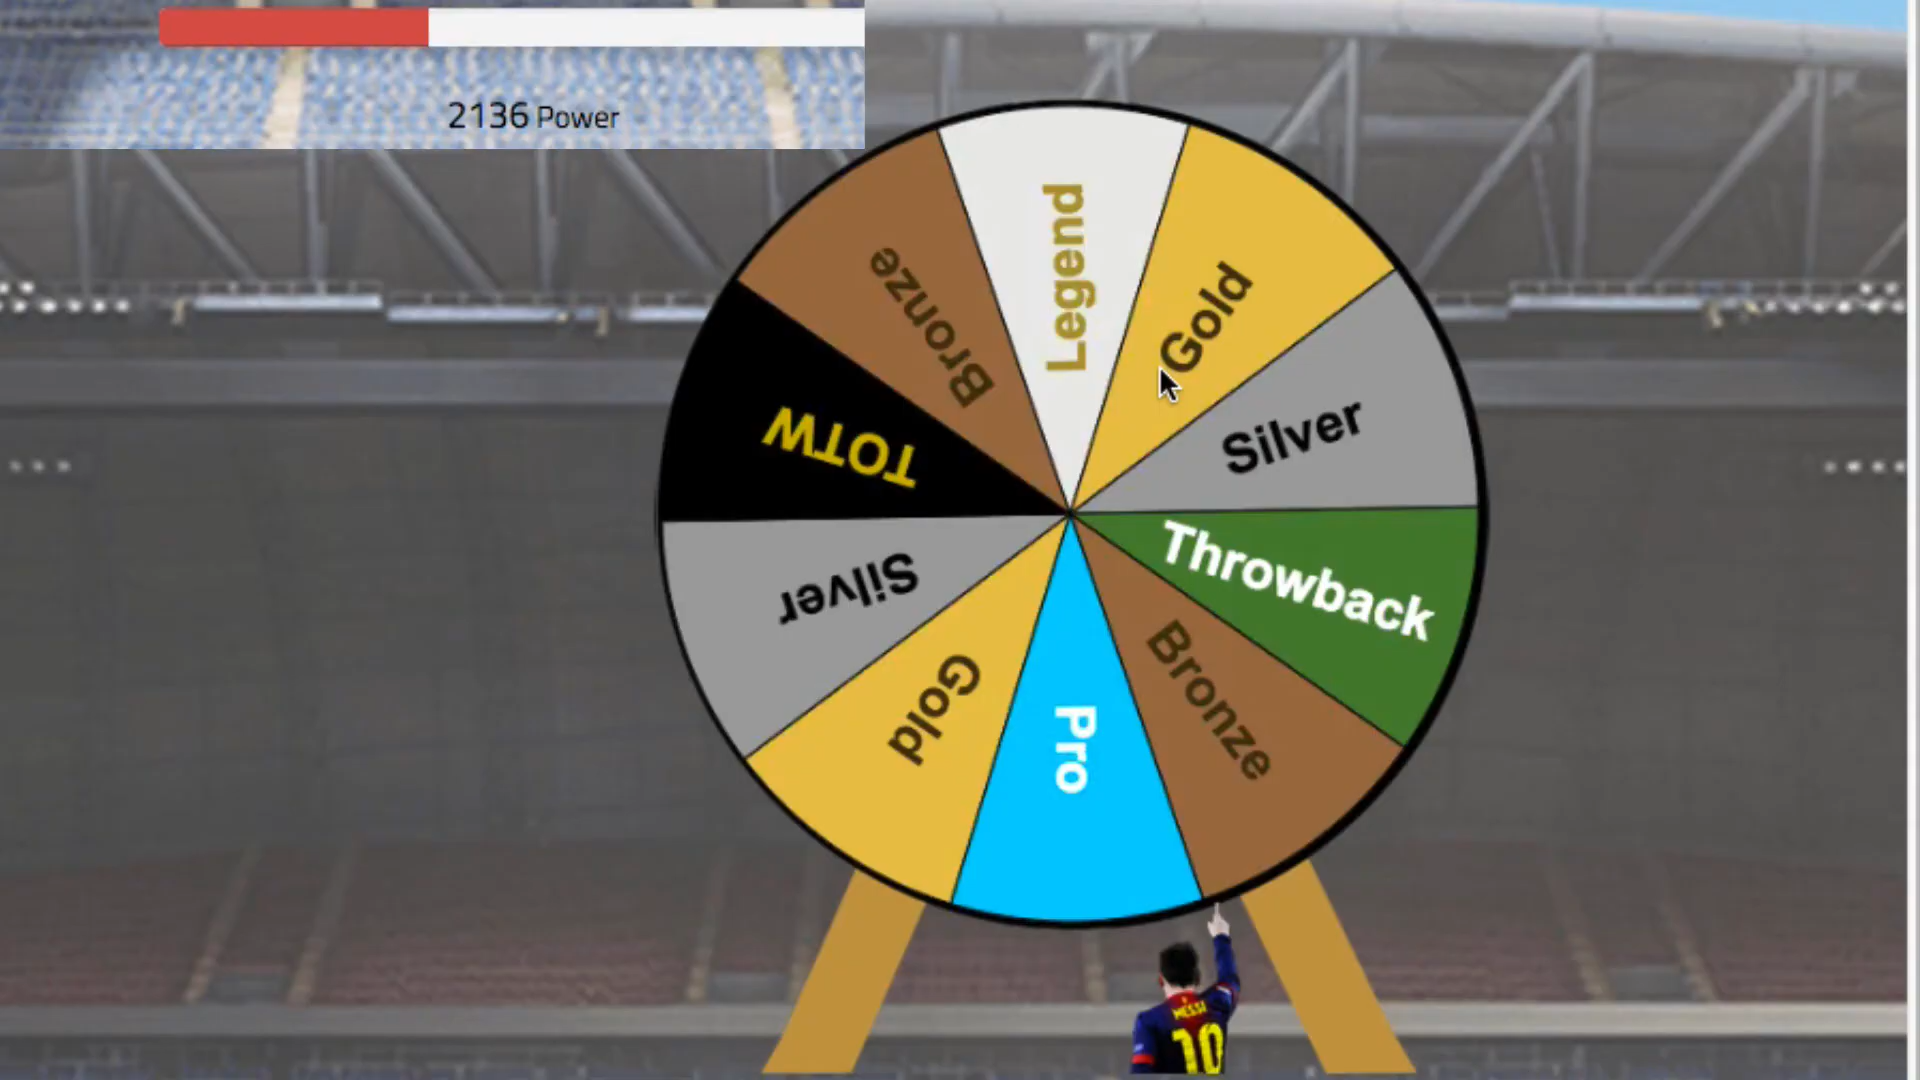 2136 Power
Legend
Gold
Silver
Throwback
Bronze
Pro
Gold
Silver
TOTW
Bronze
MESSI
10